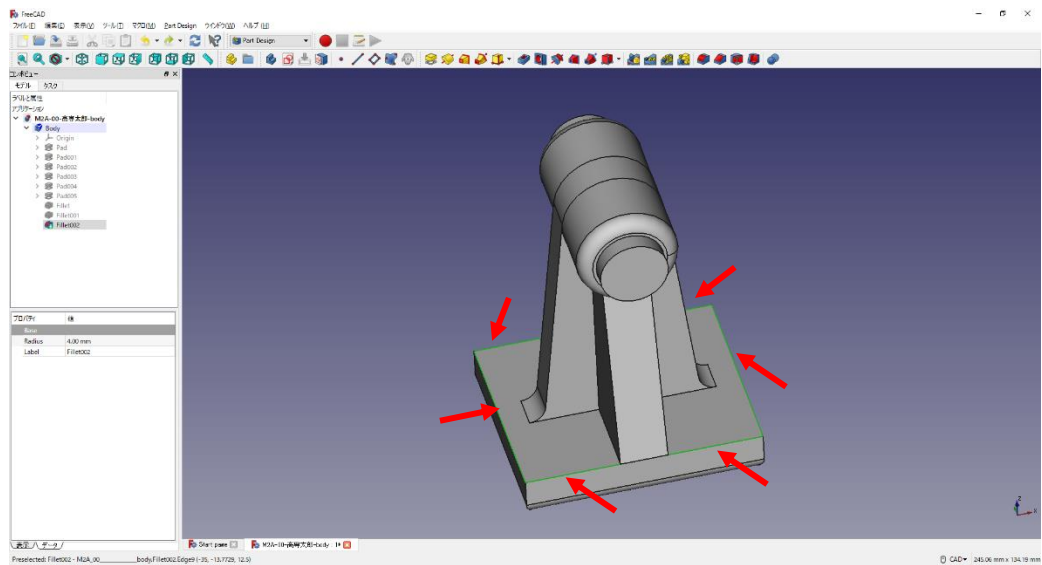 FreeCAD
ファイル(F) 編集(E) 表示(V) ツール(T) マクロ(M) Part Design ウインドウ(W) ヘルプ(H)
Part Design
コンボビュー
モデル タスク
ラベルと属性
アプリケーション
M2A-00-高専太郎-body
Body
Origin
Pad
Pad001
Pad002
Pad003
Pad004
Pad005
Fillet
Fillet001
Fillet002
プロパティ 値
Base
Radius 4.00 mm
Label Fillet002
Z
X
表示 データ
Start page M2A-00-高専太郎-body : 1*
Preselected: Fillet002 - M2A_00_________body.Fillet002.Edge9 (-35, -13.7729, 12.5)
CAD 245.06 mm x 134.19 mm